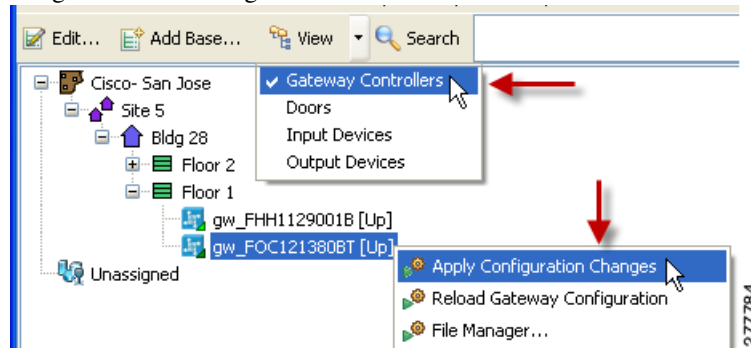 Edit... Add Base... View Search
Cisco- San Jose
Site 5
Bldg 28
Floor 2
Floor 1
gw_FHH1129001B [Up]
gw_FOC121380BT [Up]
Unassigned
Gateway Controllers
Doors
Input Devices
Output Devices
Apply Configuration Changes
Reload Gateway Configuration
File Manager...
277784